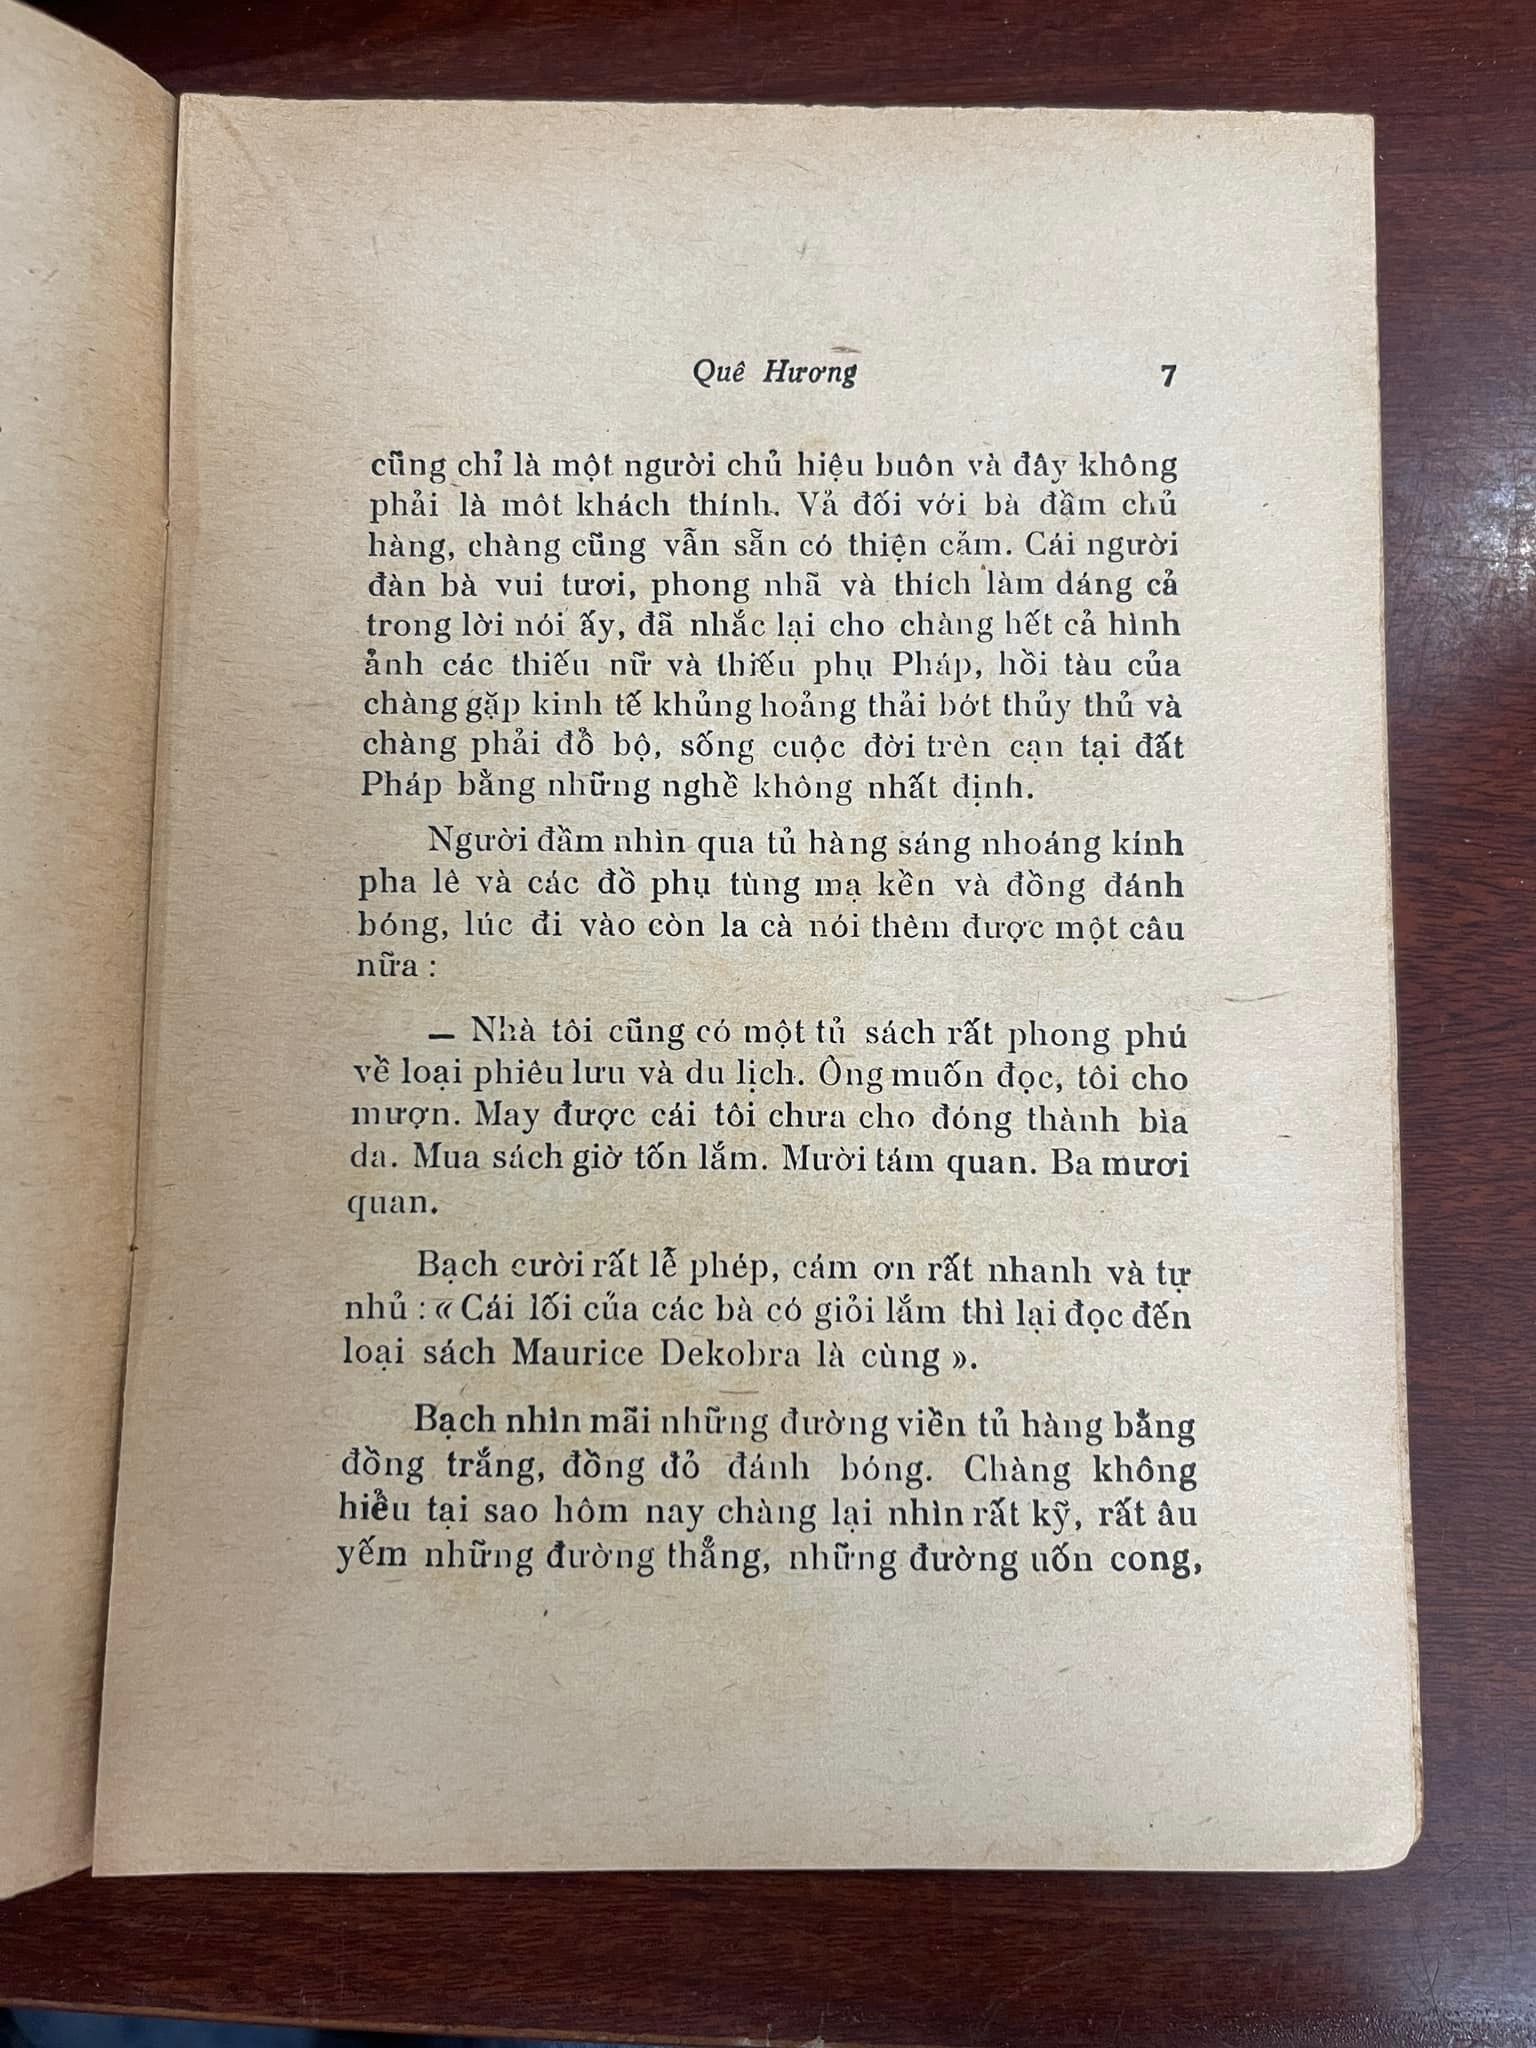 Quê Hương 7
cũng chỉ là một người chủ hiệu buôn và đây không
phải là môt khách thính. Vả đối với bà đầm chủ
hàng, chàng cũng vẫn sẵn có thiện cảm. Cái người
đàn bà vui tươi, phong nhã và thích làm dáng cả
trong lời nói ấy, đã nhắc lại cho chàng hết cả hình
ảnh các thiếu nữ và thiếu phụ Pháp, hồi tàu của
chàng gặp kinh tế khủng hoảng thải bớt thủy thủ và
chàng phải đổ bộ, sống cuộc đời trên cạn tại đất
Pháp bằng những nghề không nhất định.
Người đầm nhìn qua tủ hàng sáng nhoáng kính
pha lê và các đồ phụ tùng mạ kền và đồng đánh
bóng, lúc đi vào còn la cà nói thêm được một câu
nữa :
— Nhà tôi cũng có một tủ sách rất phong phú
về loại phiêu lưu và du lịch. Ông muốn đọc, tôi cho
mượn. May được cái tôi chưa cho đóng thành bìa
da. Mua sách giờ tốn lắm. Mười tám quan. Ba mươi
quan.
Bạch cười rất lễ phép, cám ơn rất nhanh và tự
nhủ : « Cái lối của các bà có giỏi lắm thì lại đọc đến
loại sách Maurice Dekobra là cùng ».
Bạch nhìn mãi những đường viền tủ hàng bằng
đồng trắng, đồng đỏ đánh bóng. Chàng không
hiểu tại sao hôm nay chàng lại nhìn rất kỹ, rất âu
yếm những đường thẳng, những đường uốn cong,